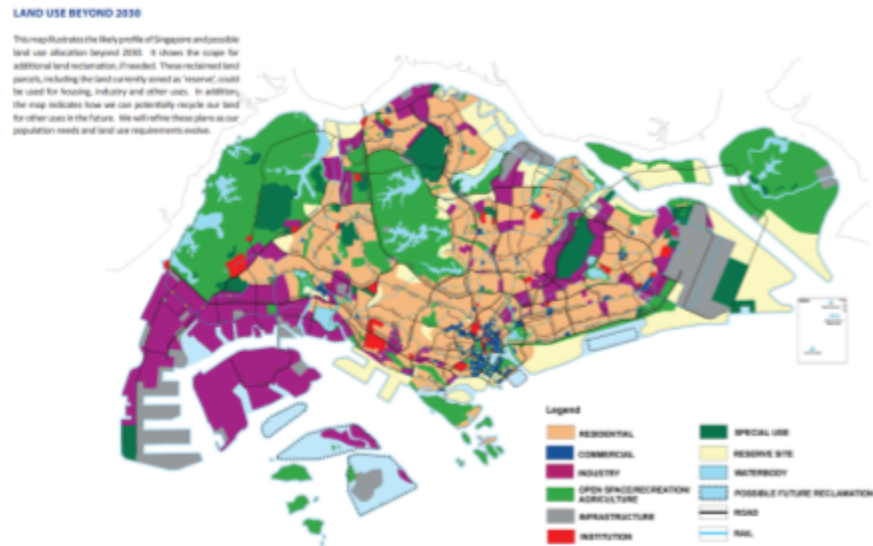 LAND USE BEYOND 2030
This map illustrates the likely profile of Singapore and possible
land use allocation beyond 2030. It shows the scope for
additional land reclamation, if needed. These reclaimed land
parcels, including the land currently zoned as 'reserve', could
be used for housing, industry and other uses. In addition,
the map indicates how we can potentially recycle our land
for other uses in the future. We will refine these plans as our
population needs and land use requirements evolve.
Legend
RESIDENTIAL
COMMERCIAL
INDUSTRY
OPEN SPACE/RECREATION/
AGRICULTURE
INFRASTRUCTURE
INSTITUTION
SPECIAL USE
RESERVE SITE
WATERBODY
POSSIBLE FUTURE RECLAMATION
ROAD
RAIL